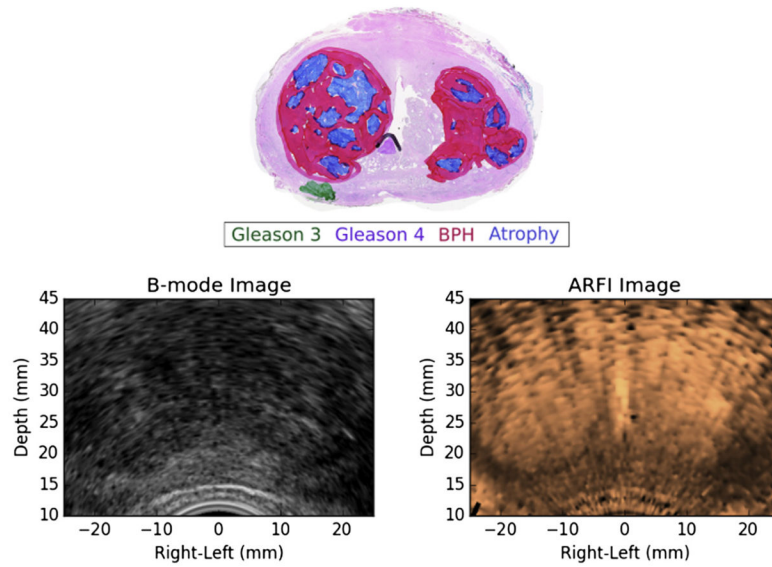 Gleason 3 Gleason 4 BPH Atrophy
B-mode Image
45
40
35
30
25
20
15
10
Depth (mm)
−20 −10 0 10 20
Right-Left (mm)
ARFI Image
45
40
35
30
25
20
15
10
Depth (mm)
−20 −10 0 10 20
Right-Left (mm)